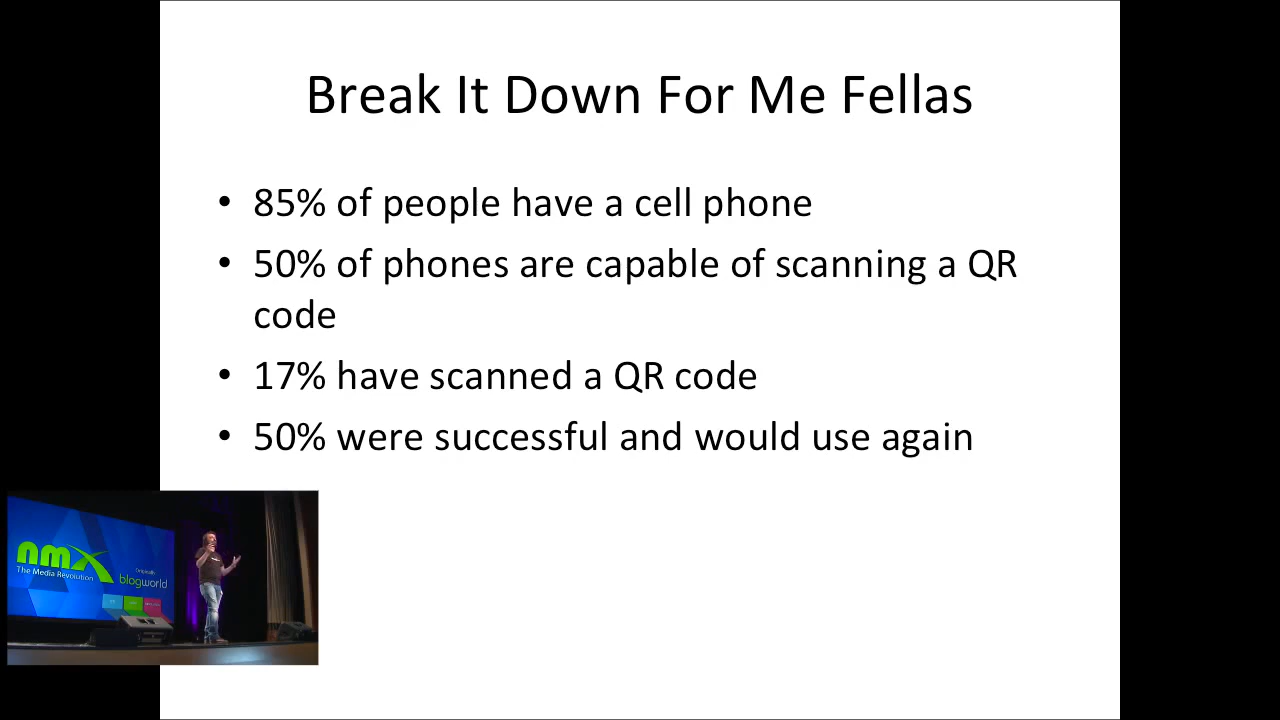 Break It Down For Me Fellas
• 85% of people have a cell phone
• 50% of phones are capable of scanning a QR
code
• 17% have scanned a QR code
• 50% were successful and would use again
nmx
The Media Revolution
Originally
blogworld